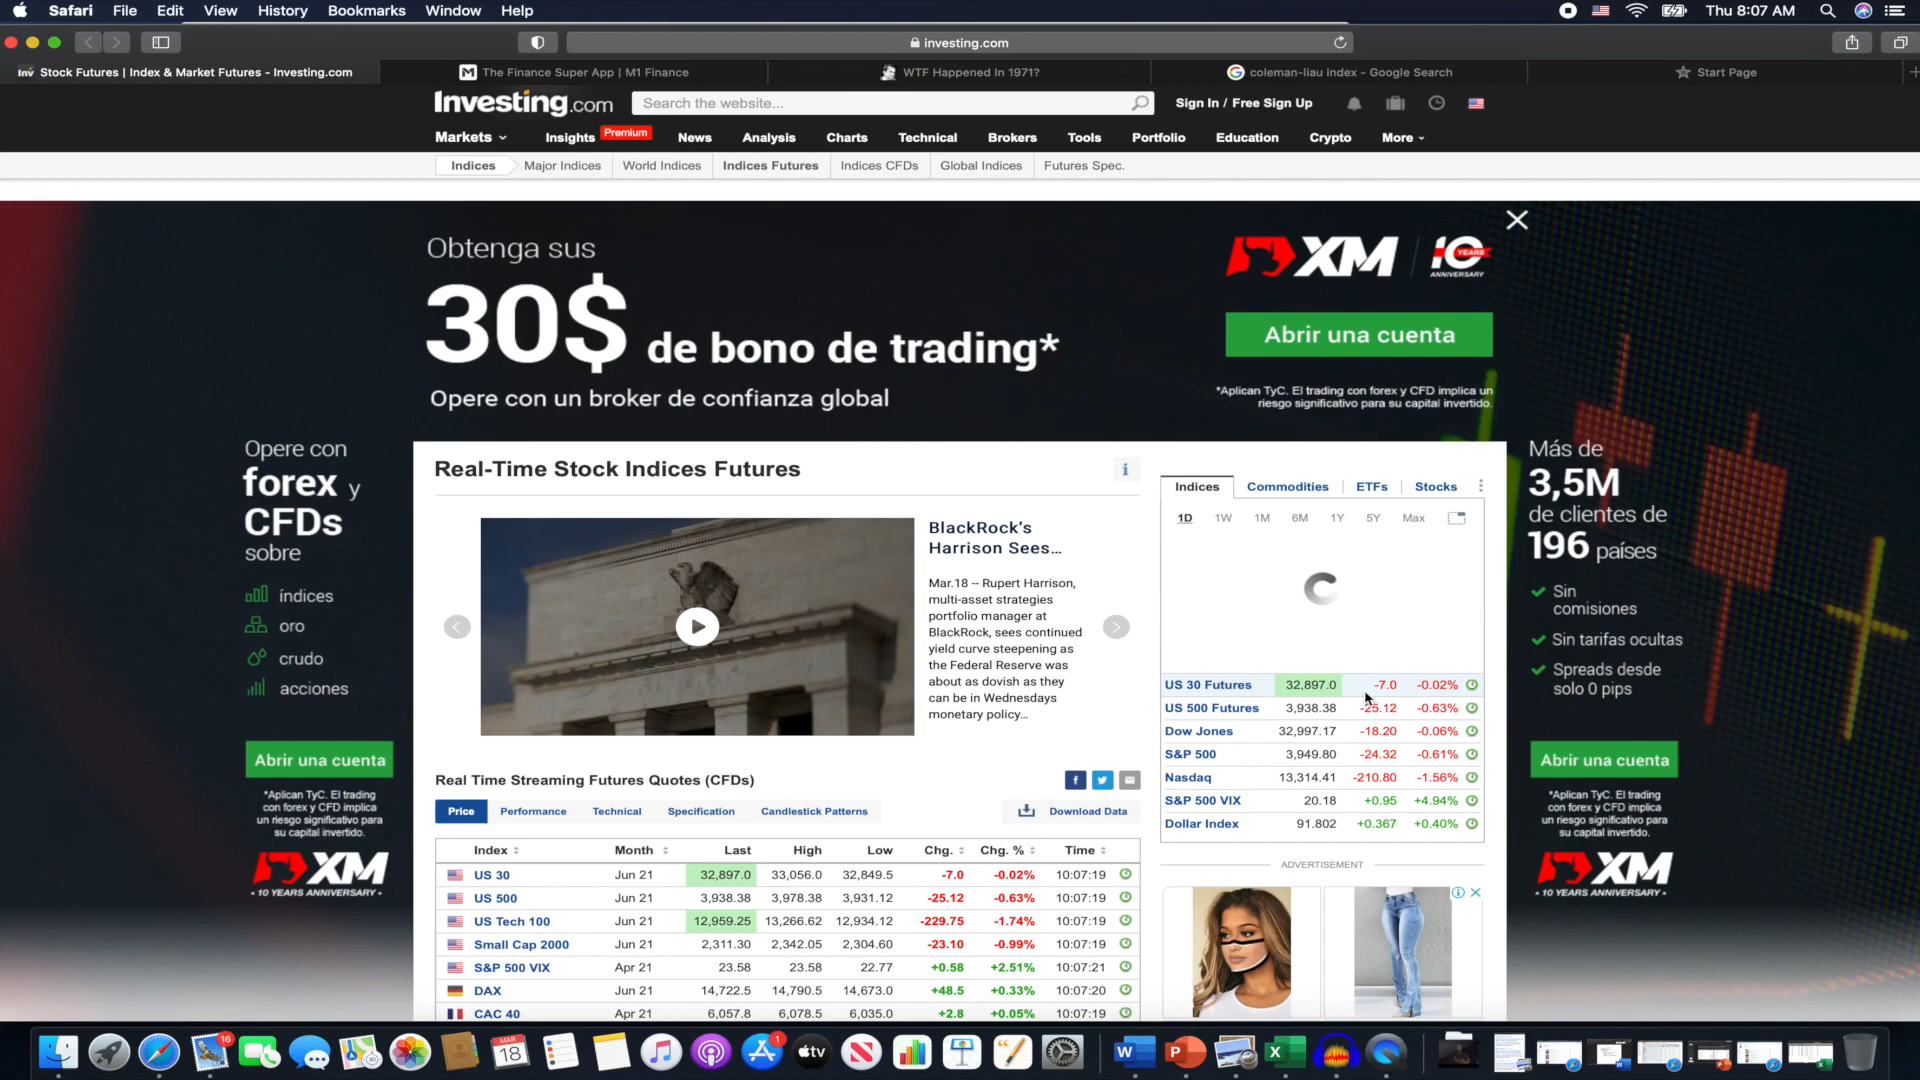 Safari File Edit View History Bookmarks Window Help Thu 8:07 AM
investing.com
Inv Stock Futures | Index & Market Futures - Investing.com
M The Finance Super App | M1 Finance
WTF Happened In 1971?
coleman-liau index - Google Search
Start Page
Investing.com
Search the website...
Sign In / Free Sign Up
Markets Insights Premium News Analysis Charts Technical Brokers Tools Portfolio Education Crypto More
Indices Major Indices World Indices Indices Futures Indices CFDs Global Indices Futures Spec.
Obtenga sus
30$ de bono de trading*
Opere con un broker de confianza global
XM 10 YEARS ANNIVERSARY
Abrir una cuenta
*Aplican TyC. El trading con forex y CFD implica un
riesgo significativo para su capital invertido.
Opere con
forex y
CFDs
sobre
índices
oro
crudo
acciones
Abrir una cuenta
*Aplican TyC. El trading
con forex y CFD implica
un riesgo significativo para
su capital invertido.
XM
• 10 YEARS ANNIVERSARY •
Real-Time Stock Indices Futures
i
BlackRock's
Harrison Sees...
Mar.18 -- Rupert Harrison,
multi-asset strategies
portfolio manager at
BlackRock, sees continued
yield curve steepening as
the Federal Reserve was
about as dovish as they
can be in Wednesdays
monetary policy...
Real Time Streaming Futures Quotes (CFDs)
Price Performance Technical Specification Candlestick Patterns Download Data
Index Month Last High Low Chg. Chg. % Time
US 30 Jun 21 32,897.0 33,056.0 32,849.5 -7.0 -0.02% 10:07:19
US 500 Jun 21 3,938.38 3,978.38 3,931.12 -25.12 -0.63% 10:07:19
US Tech 100 Jun 21 12,959.25 13,266.62 12,934.12 -229.75 -1.74% 10:07:19
Small Cap 2000 Jun 21 2,311.30 2,342.05 2,304.60 -23.10 -0.99% 10:07:19
S&P 500 VIX Apr 21 23.58 23.58 22.77 +0.58 +2.51% 10:07:21
DAX Jun 21 14,722.5 14,790.5 14,673.0 +48.5 +0.33% 10:07:20
CAC 40 Apr 21 6,057.8 6,078.5 6,035.0 +2.8 +0.05% 10:07:19
Indices Commodities ETFs Stocks
1D 1W 1M 6M 1Y 5Y Max
US 30 Futures 32,897.0 -7.0 -0.02%
US 500 Futures 3,938.38 -25.12 -0.63%
Dow Jones 32,997.17 -18.20 -0.06%
S&P 500 3,949.80 -24.32 -0.61%
Nasdaq 13,314.41 -210.80 -1.56%
S&P 500 VIX 20.18 +0.95 +4.94%
Dollar Index 91.802 +0.367 +0.40%
ADVERTISEMENT
Más de
3,5M
de clientes de
196 países
Sin
comisiones
Sin tarifas ocultas
Spreads desde
solo 0 pips
Abrir una cuenta
*Aplican TyC. El trading
con forex y CFD implica
un riesgo significativo para
su capital invertido.
XM
• 10 YEARS ANNIVERSARY •
16
MAR
18
1
tv
W
P
X